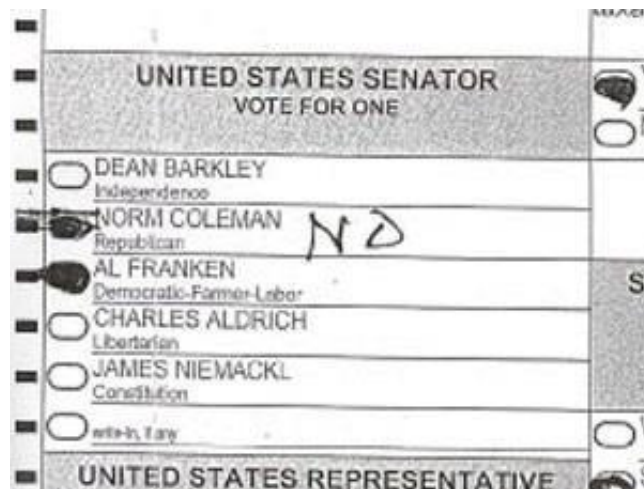 UNITED STATES SENATOR
VOTE FOR ONE
DEAN BARKLEY
Independence
NORM COLEMAN
Republican
NO
AL FRANKEN
Democratic-Farmer-Labor
CHARLES ALDRICH
Libertarian
JAMES NIEMACKL
Constitution
write-in, if any
UNITED STATES REPRESENTATIVE